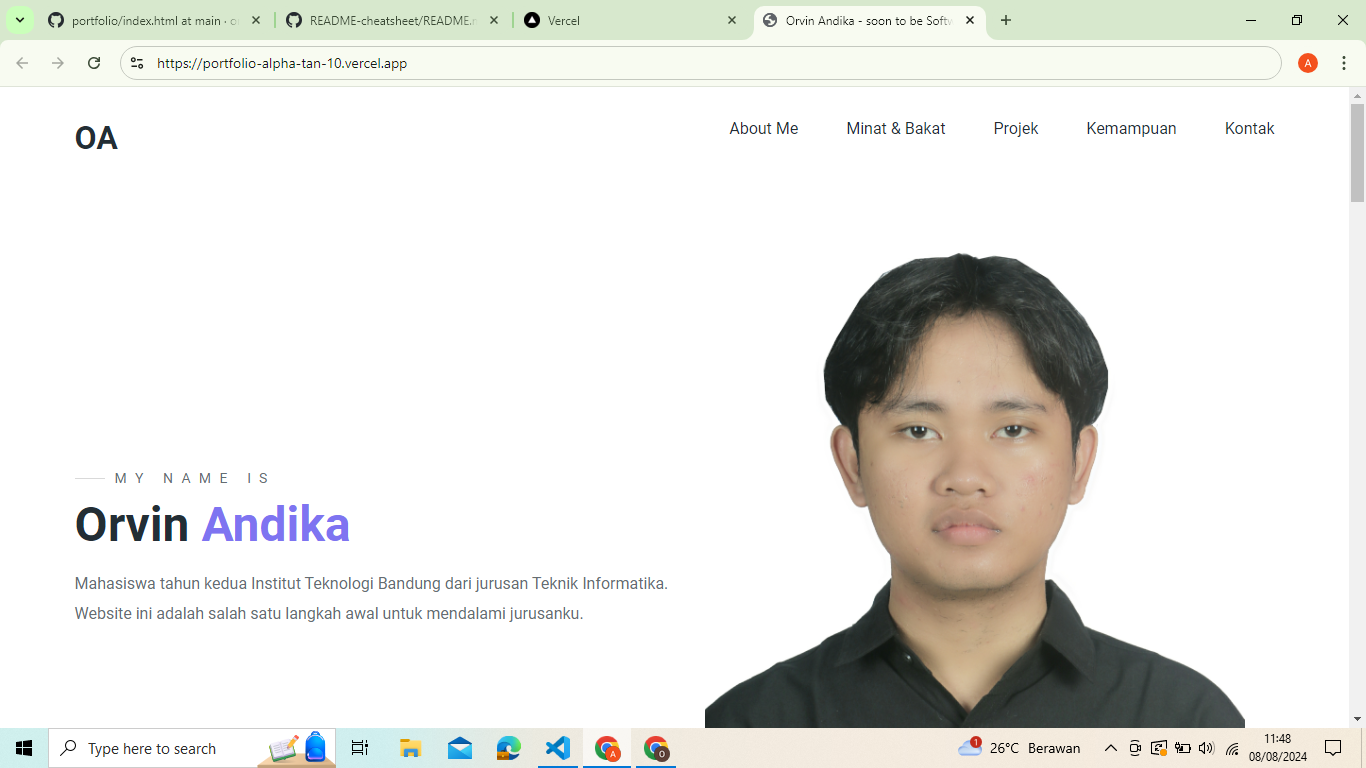 portfolio/index.html at main · o
README-cheatsheet/README.m
Vercel
Orvin Andika - soon to be Softw
https://portfolio-alpha-tan-10.vercel.app
A
OA
About Me
Minat & Bakat
Projek
Kemampuan
Kontak
MY NAME IS
Orvin Andika
Mahasiswa tahun kedua Institut Teknologi Bandung dari jurusan Teknik Informatika.
Website ini adalah salah satu langkah awal untuk mendalami jurusanku.
Type here to search
A
O
1
26°C Berawan
11:48
08/08/2024